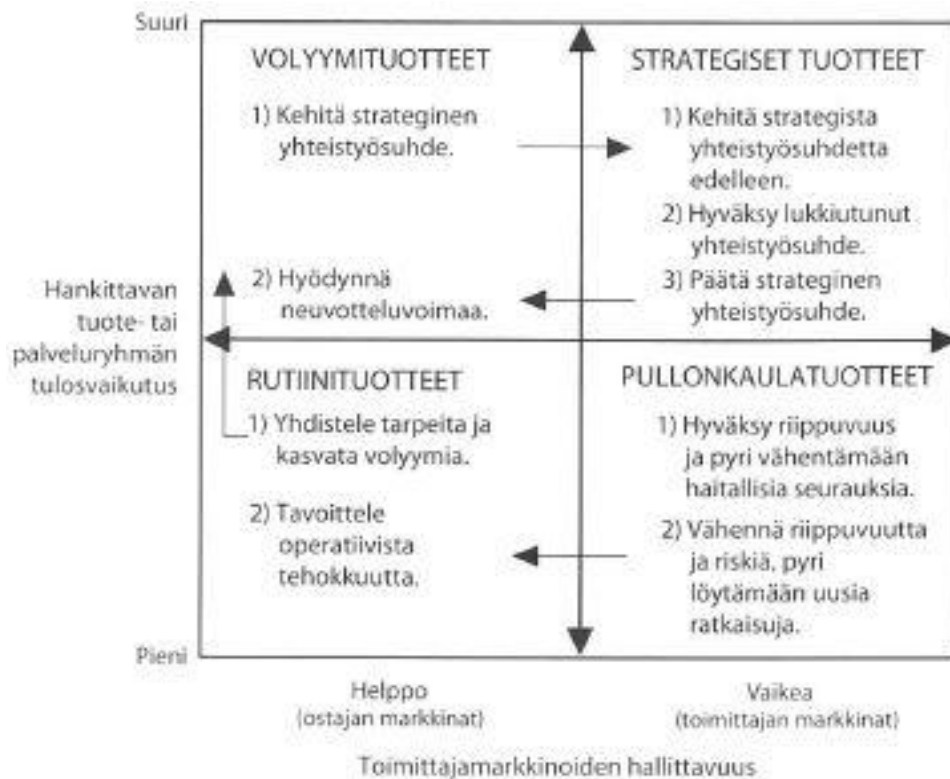 Suuri
VOLYYMITUOTTEET
1) Kehitä strateginen
yhteistyösuhde.
2) Hyödynnä
neuvotteluvoimaa.
STRATEGISET TUOTTEET
1) Kehitä strategista
yhteistyösuhdetta
edelleen.
2) Hyväksy lukkiutunut
yhteistyösuhde.
3) Päätä strateginen
yhteistyösuhde.
Hankittavan
tuote- tai
palveluryhmän
tulosvaikutus
RUTIINITUOTTEET
1) Yhdistele tarpeita ja
kasvata volyymia.
2) Tavoittele
operatiivista
tehokkuutta.
PULLONKAULATUOTTEET
1) Hyväksy riippuvuus
ja pyri vähentämään
haitallisia seurauksia.
2) Vähennä riippuvuutta
ja riskiä, pyri
löytämään uusia
ratkaisuja.
Pieni
Helppo
(ostajan markkinat)
Vaikea
(toimittajan markkinat)
Toimittajamarkkinoiden hallittavuus